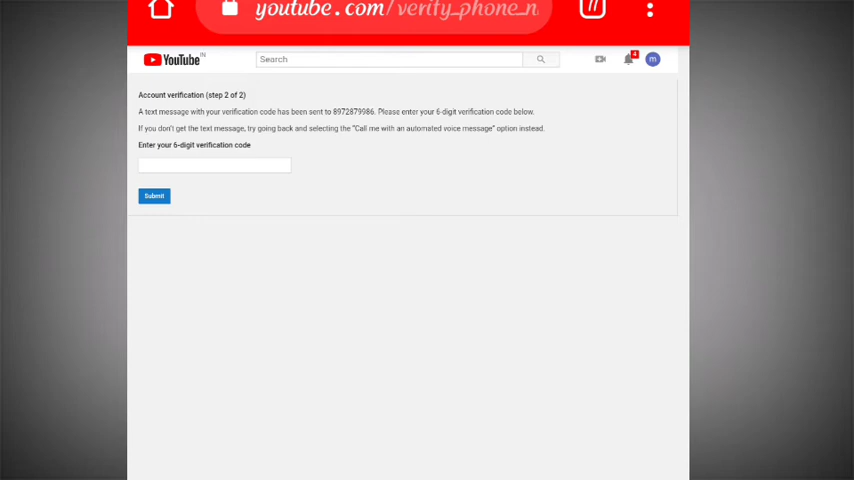 youtube.com/verify_phone_n
11
YouTube IN
Search
4
m
Account verification (step 2 of 2)
A text message with your verification code has been sent to 8972879986. Please enter your 6-digit verification code below.
If you don't get the text message, try going back and selecting the "Call me with an automated voice message" option instead.
Enter your 6-digit verification code
Submit